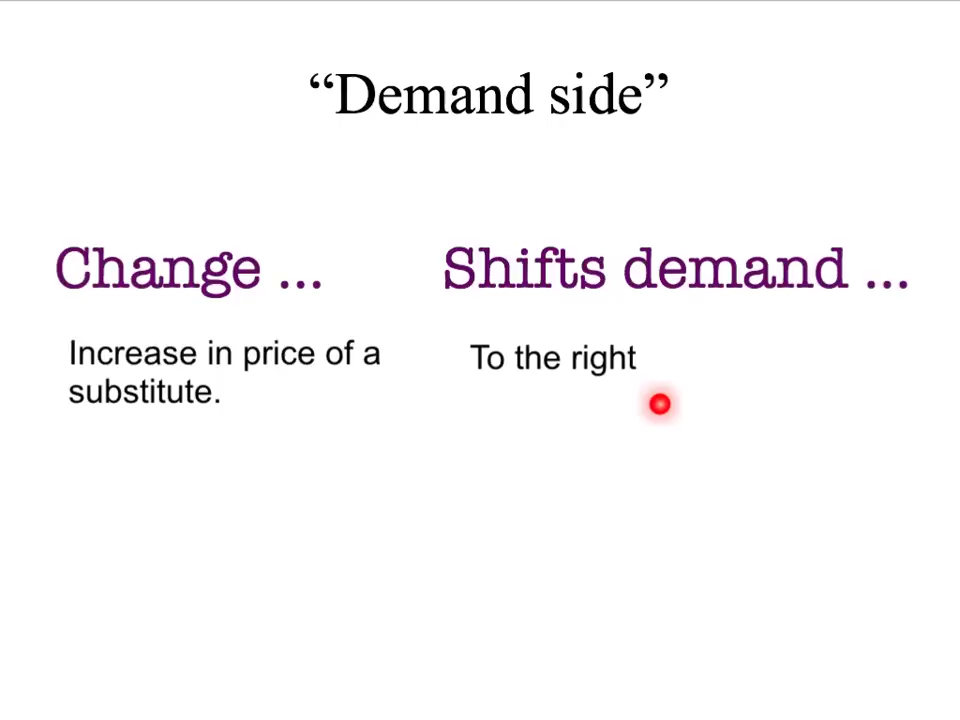 “Demand side”
Change ...
Shifts demand ...
Increase in price of a
substitute.
To the right